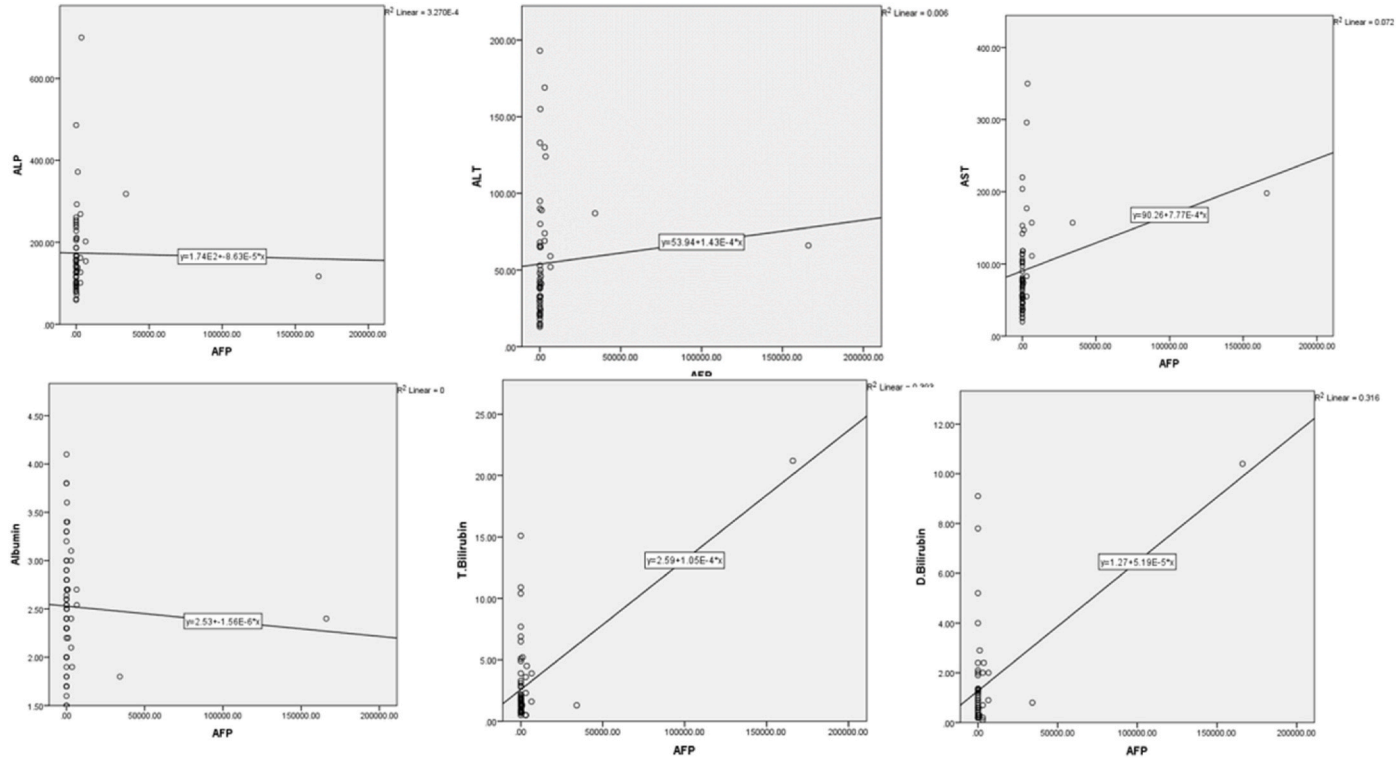 R² Linear = 3.270E-4
600.00
400.00
200.00
.00
ALP
y=1.74E2+-8.63E-5*x
.00 50000.00 100000.00 150000.00 200000.00
AFP
R² Linear = 0.006
200.00
150.00
100.00
50.00
.00
ALT
y=53.94+1.43E-4*x
.00 50000.00 100000.00 150000.00 200000.00
AFP
R² Linear = 0.072
400.00
300.00
200.00
100.00
.00
AST
y=90.26+7.77E-4*x
.00 50000.00 100000.00 150000.00 200000.00
AFP
R² Linear = 0
4.50
4.00
3.50
3.00
2.50
2.00
1.50
Albumin
y=2.53+-1.56E-6*x
.00 50000.00 100000.00 150000.00 200000.00
AFP
R² Linear =
25.00
20.00
15.00
10.00
5.00
.00
T.Bilirubin
y=2.59+1.05E-4*x
.00 50000.00 100000.00 150000.00 200000.00
AFP
R² Linear = 0.316
12.00
10.00
8.00
6.00
4.00
2.00
.00
D.Bilirubin
y=1.27+5.19E-5*x
.00 50000.00 100000.00 150000.00 200000.00
AFP